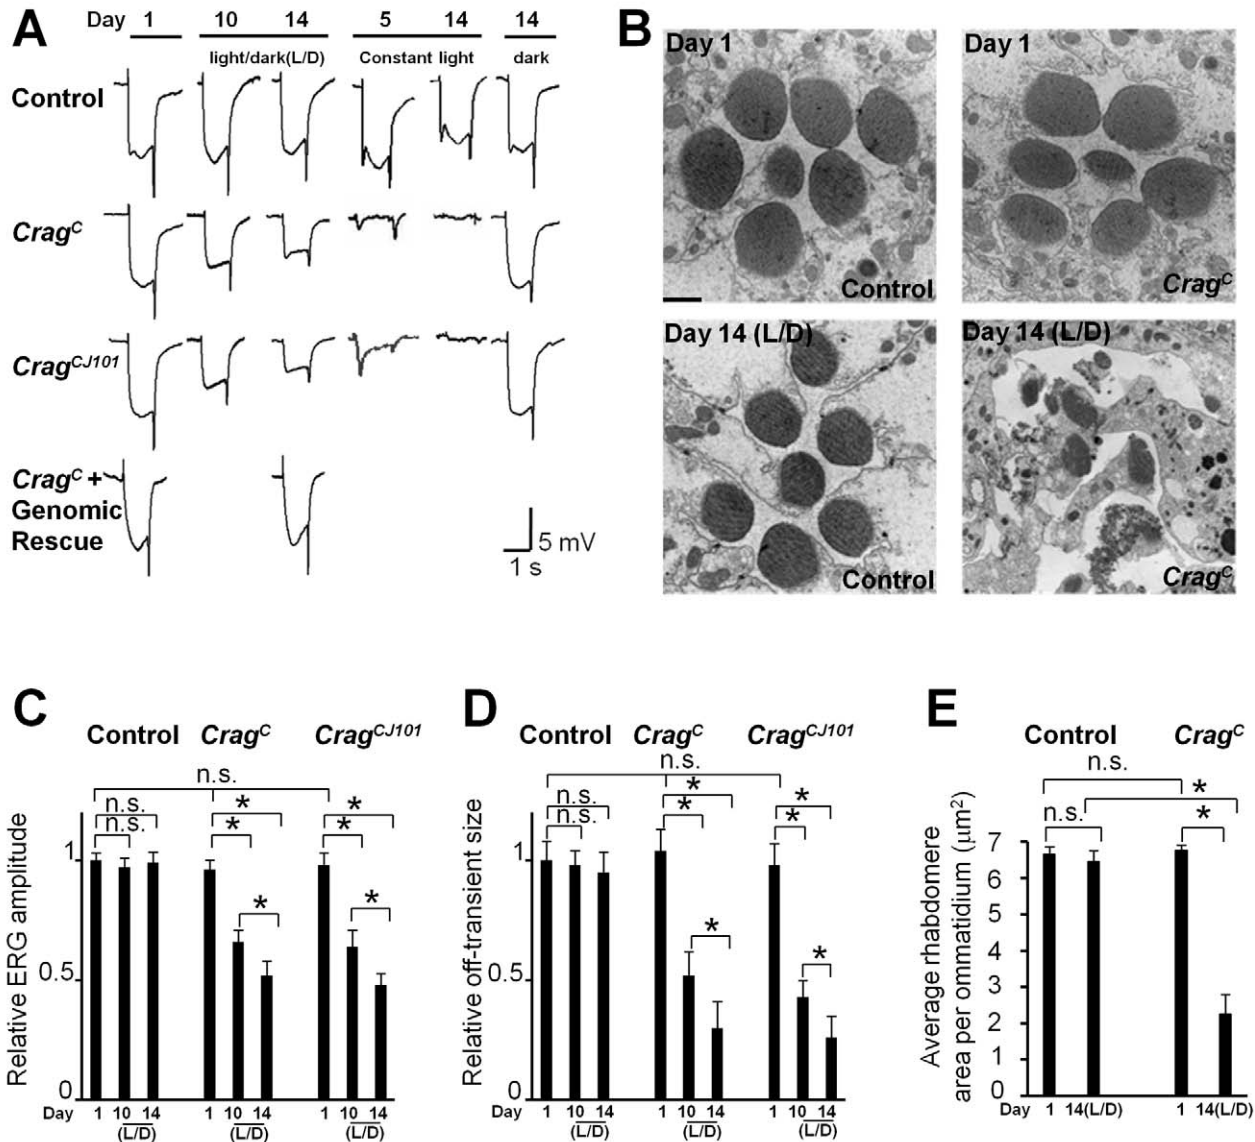 A
Day 1 10 14 5 14 14
light/dark(L/D) Constant light dark
Control
Crag^C
Crag^CJ101
Crag^C +
Genomic
Rescue
5 mV
1 s
B
Day 1
Control
Day 1
Crag^C
Day 14 (L/D)
Control
Day 14 (L/D)
Crag^C
C
Control Crag^C Crag^CJ101
n.s.
n.s. * *
n.s. * *
* *
Relative ERG amplitude
1
0.5
0
Day 1 10 14 1 10 14 1 10 14
(L/D) (L/D) (L/D)
D
Control Crag^C Crag^CJ101
n.s.
n.s. * *
n.s. * *
* *
Relative off-transient size
1
0.5
0
Day 1 10 14 1 10 14 1 10 14
(L/D) (L/D) (L/D)
E
Control Crag^C
n.s.
*
n.s. *
Average rhabdomere
area per ommatidium (μm²)
7
6
5
4
3
2
1
0
Day 1 14(L/D) 1 14(L/D)